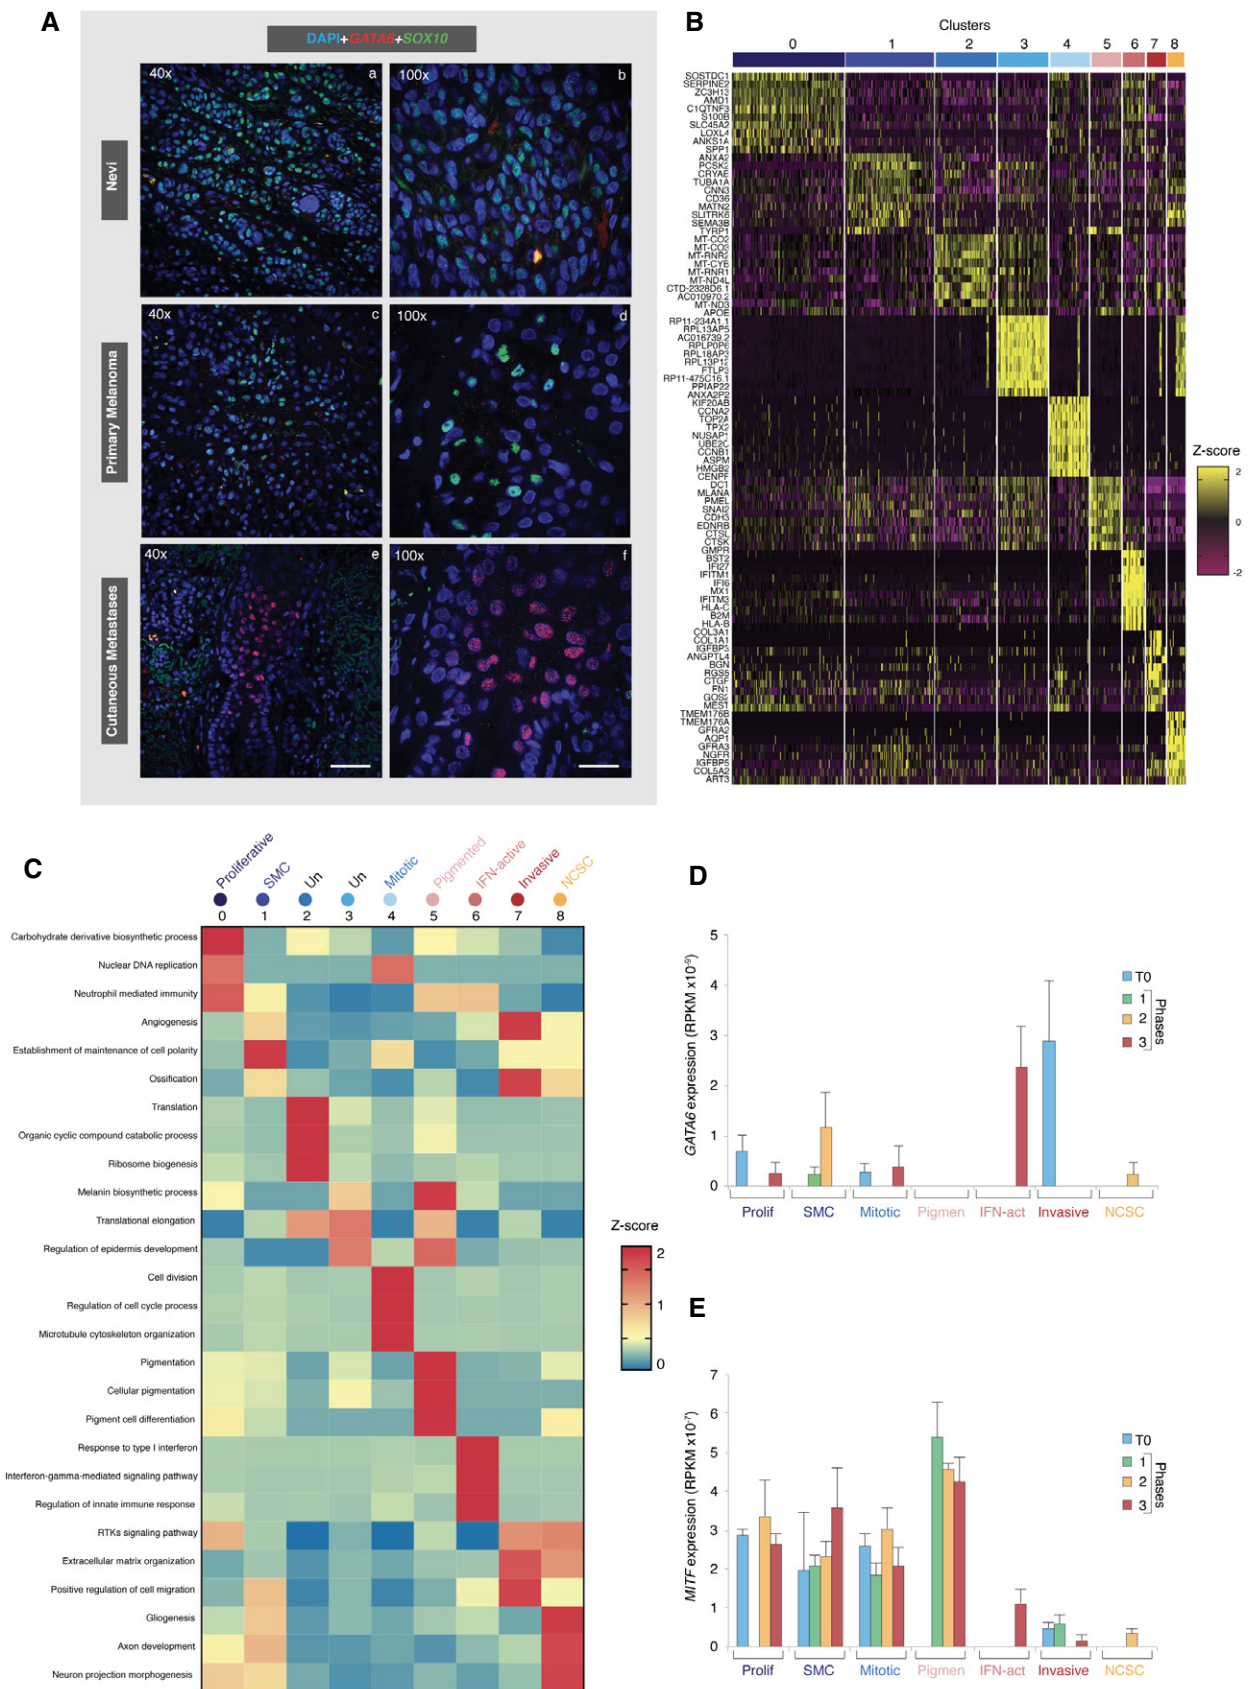 A
DAPI+GATA6+SOX10
40x
a
100x
b
Nevi
c
100x
d
Primary Melanoma
40x
e
100x
f
Cutaneous Metastases
B
Clusters
0 1 2 3 4 5 6 7 8
SOSTDC1
SERPINE2
ZC3H13
AMD1
C1QTNF3
S100B
SLC45A2
LOXL4
ANKS1A
SPP1
ANXA2
PCSK2
CRYAB
TUBA1A
CNN3
CD36
MATN2
SLITRK6
SEMA3B
TYRP1
MT-CO2
MT-CO3
MT-RNR2
MT-CYB
MT-RNR1
MT-ND4L
CTD-2328D6.1
AC010970.2
MT-ND3
APOE
RP11-234A1.1
RPL13AP5
AC016739.2
RPLP0P6
RPL18AP3
RPL13P12
FTLP3
RP11-475C16.1
PPIAP22
ANXA2P2
KIF20AB
CCNA2
TOP2A
TPX2
NUSAP1
UBE2C
CCNB1
ASPM
HMGB2
CENPF
DCT
MLANA
PMEL
SNAI2
CDH3
EDNRB
CTSL
CTSK
GMPR
BST2
IFI27
IFITM1
IFI6
MX1
IFITM3
HLA-C
B2M
HLA-B
COL3A1
COL1A1
IGFBP3
ANGPTL4
BGN
RGS5
CTGF
FN1
GOS2
MEST
TMEM176B
TMEM176A
GFRA2
AQP1
GFRA3
NGFR
IGFBP5
COL5A2
ART3
Z-score
2
0
-2
C
Proliferative
SMC
Un
Un
Mitotic
Pigmented
IFN-active
Invasive
NCSC
0 1 2 3 4 5 6 7 8
Carbohydrate derivative biosynthetic process
Nuclear DNA replication
Neutrophil mediated immunity
Angiogenesis
Establishment of maintenance of cell polarity
Ossification
Translation
Organic cyclic compound catabolic process
Ribosome biogenesis
Melanin biosynthetic process
Translational elongation
Regulation of epidermis development
Cell division
Regulation of cell cycle process
Microtubule cytoskeleton organization
Pigmentation
Cellular pigmentation
Pigment cell differentiation
Response to type I interferon
Interferon-gamma-mediated signaling pathway
Regulation of innate immune response
RTKs signaling pathway
Extracellular matrix organization
Positive regulation of cell migration
Gliogenesis
Axon development
Neuron projection morphogenesis
Z-score
2
1
0
D
GATA6 expression (RPKM x10⁻⁹)
5
4
3
2
1
0
Prolif SMC Mitotic Pigmen IFN-act Invasive NCSC
T0
1
2
3
Phases
E
MITF expression (RPKM x10⁻⁷)
7
6
5
4
3
2
1
0
Prolif SMC Mitotic Pigmen IFN-act Invasive NCSC
T0
1
2
3
Phases